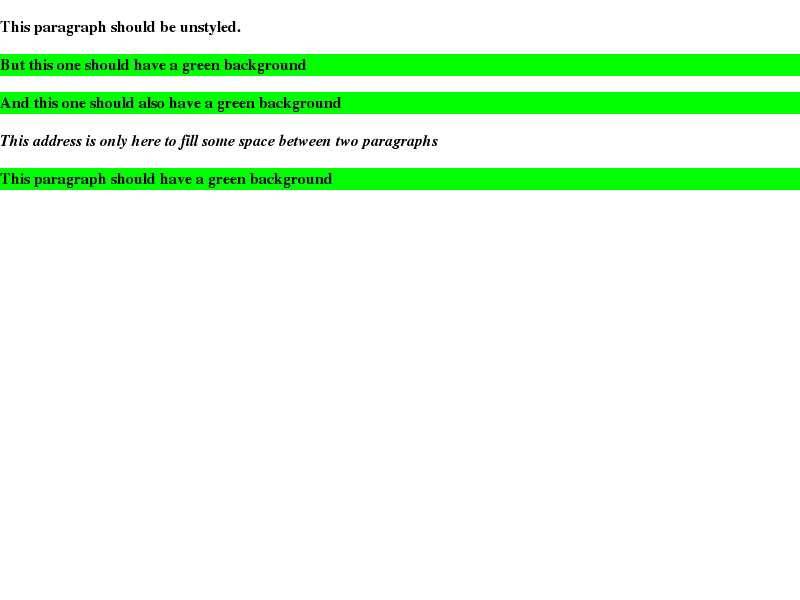 This paragraph should be unstyled.
But this one should have a green background
And this one should also have a green background
This address is only here to fill some space between two paragraphs
This paragraph should have a green background